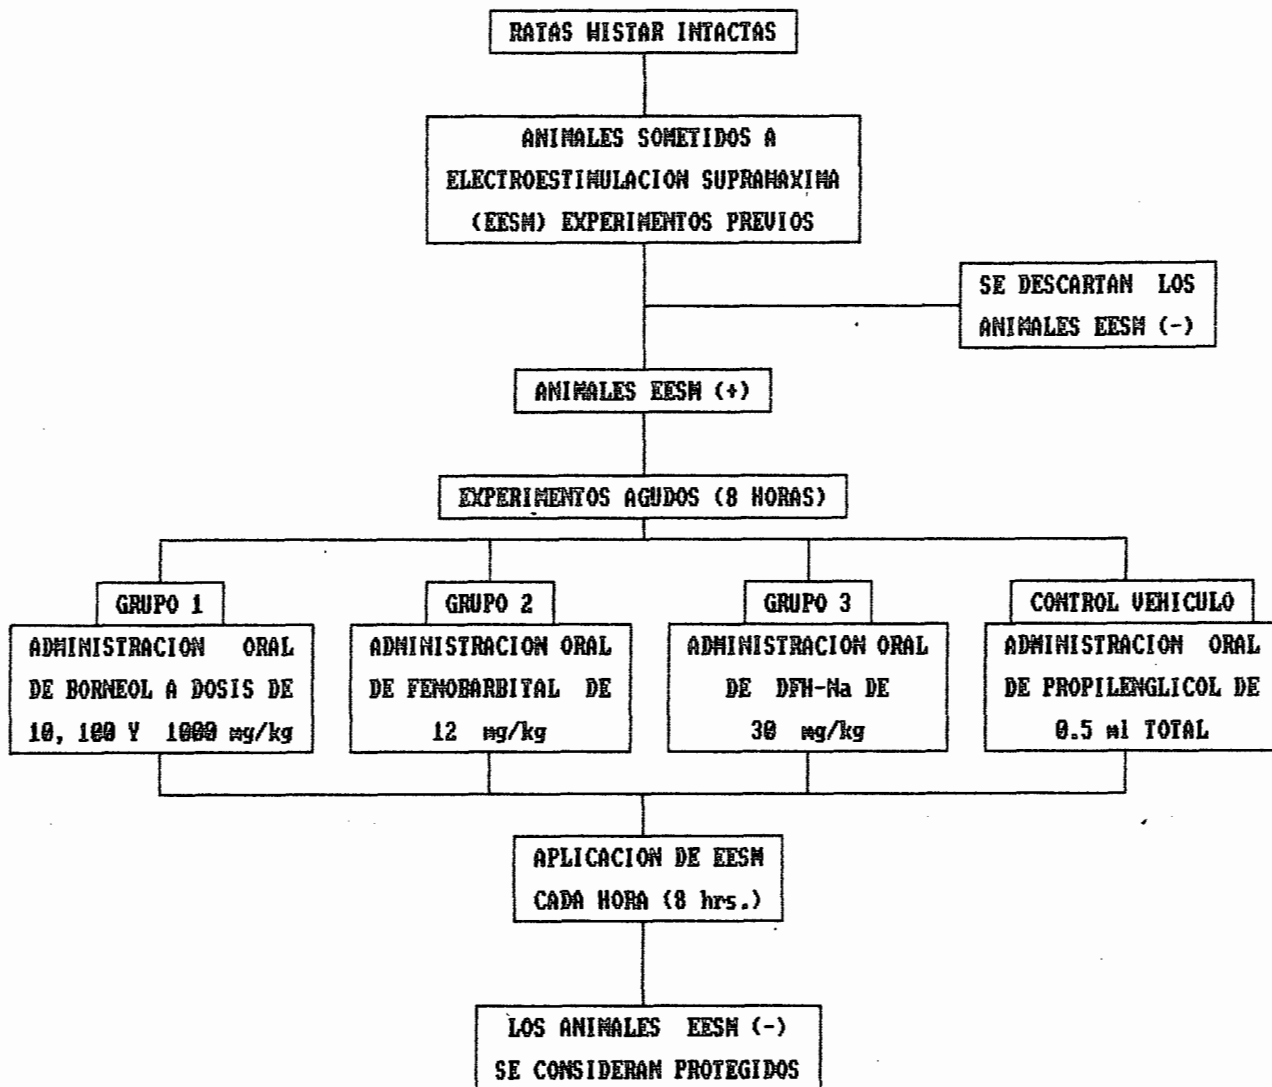 RATAS WISTAR INTACTAS
ANIMALES SOMETIDOS A
ELECTROESTIMULACION SUPRAMAXIMA
(EESM) EXPERIMENTOS PREVIOS
SE DESCARTAN LOS
ANIMALES EESM (-)
ANIMALES EESM (+)
EXPERIMENTOS AGUDOS (8 HORAS)
GRUPO 1
ADMINISTRACION ORAL
DE BORNEOL A DOSIS DE
10, 100 Y 1000 mg/kg
GRUPO 2
ADMINISTRACION ORAL
DE FENOBARBITAL DE
12 mg/kg
GRUPO 3
ADMINISTRACION ORAL
DE DFH-Na DE
30 mg/kg
CONTROL VEHICULO
ADMINISTRACION ORAL
DE PROPILENGLICOL DE
0.5 ml TOTAL
APLICACION DE EESM
CADA HORA (8 hrs.)
LOS ANIMALES EESM (-)
SE CONSIDERAN PROTEGIDOS